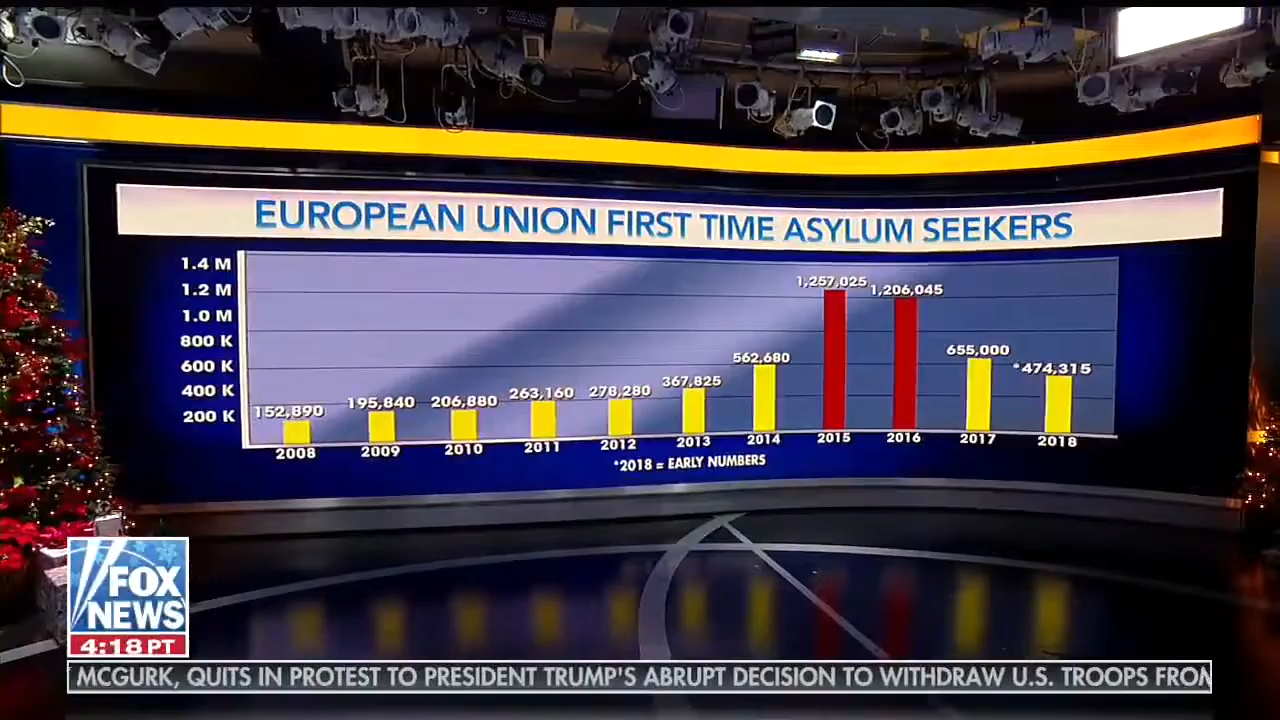 EUROPEAN UNION FIRST TIME ASYLUM SEEKERS
1.4 M
1.2 M
1.0 M
800 K
600 K
400 K
200 K
152,890
195,840
206,880
263,160
278,280
367,825
562,680
1,257,025
1,206,045
655,000
*474,315
2008
2009
2010
2011
2012
2013
2014
2015
2016
2017
2018
*2018 = EARLY NUMBERS
FOX
NEWS
4:18 PT
MCGURK, QUITS IN PROTEST TO PRESIDENT TRUMP'S ABRUPT DECISION TO WITHDRAW U.S. TROOPS FROM